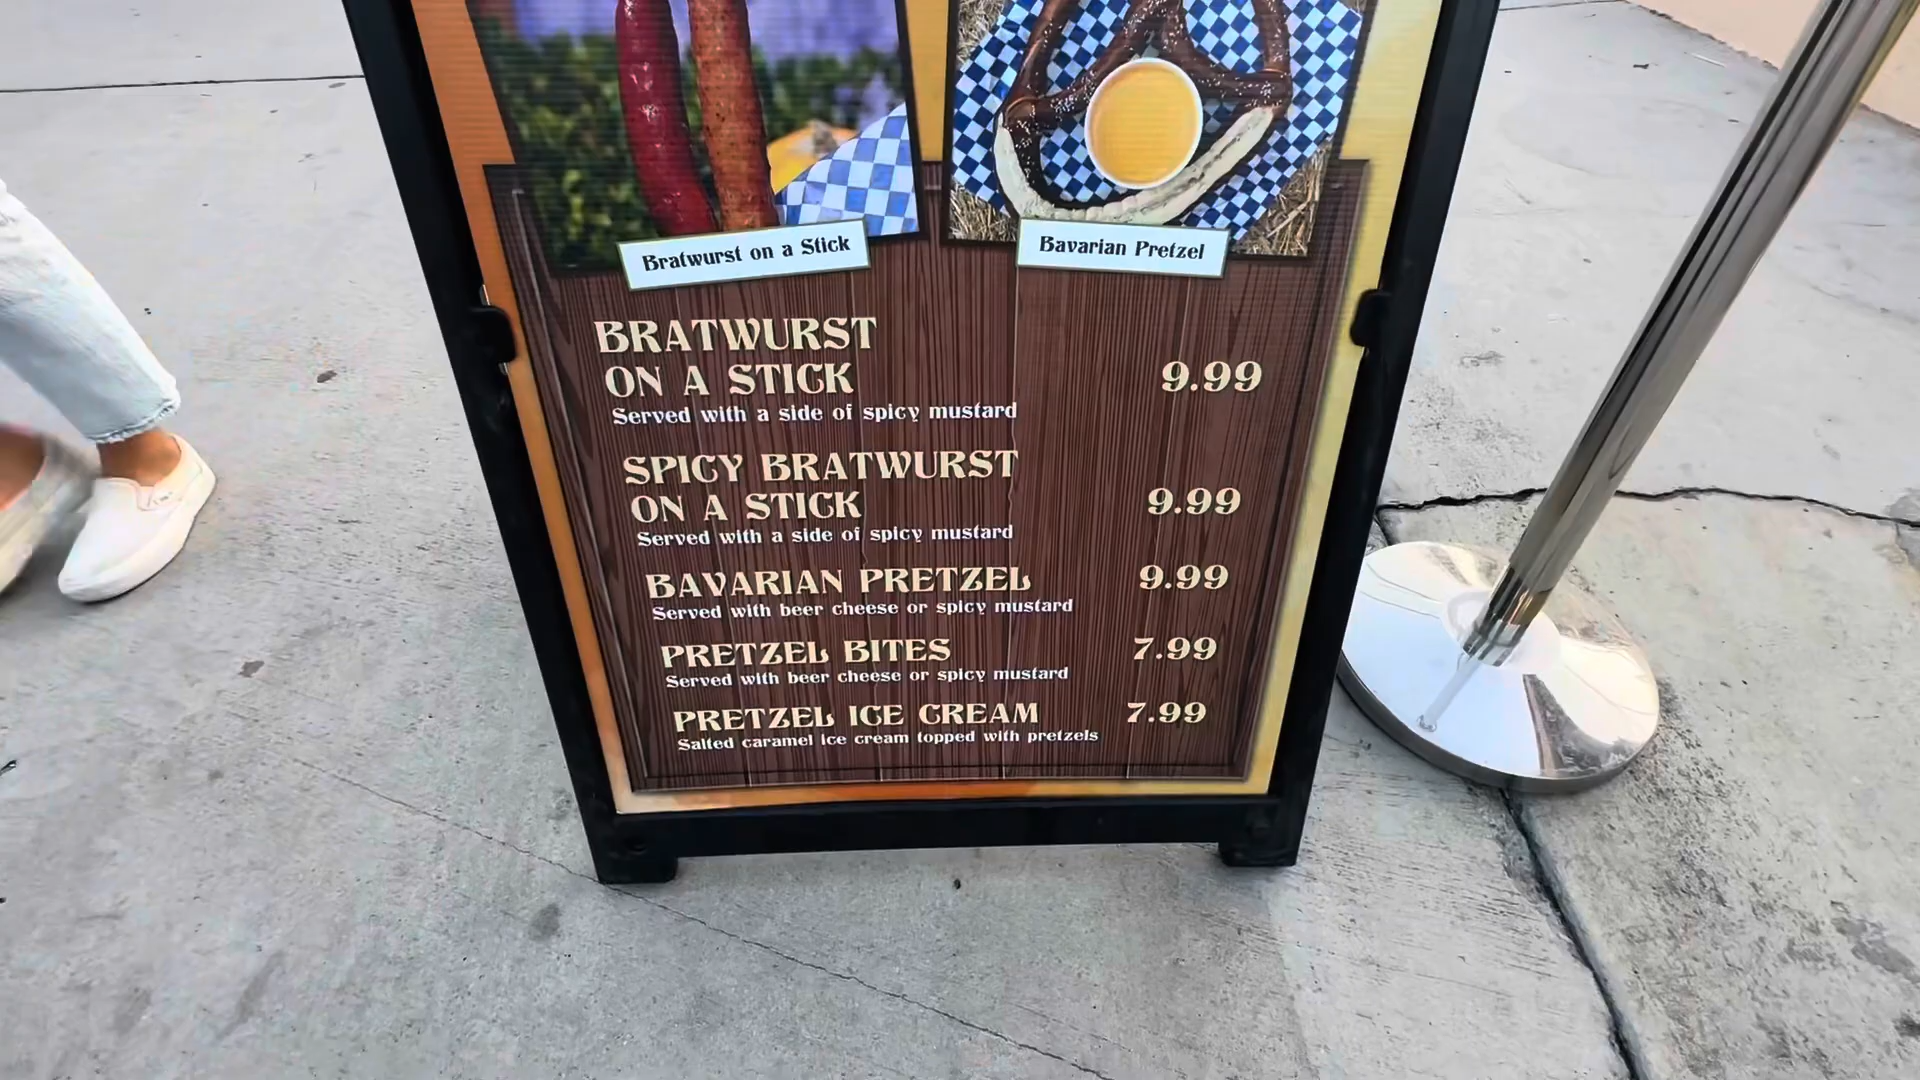 Bratwurst on a Stick
Bavarian Pretzel
BRATWURST
ON A STICK 9.99
Served with a side of spicy mustard
SPICY BRATWURST
ON A STICK 9.99
Served with a side of spicy mustard
BAVARIAN PRETZEL 9.99
Served with beer cheese or spicy mustard
PRETZEL BITES 7.99
Served with beer cheese or spicy mustard
PRETZEL ICE CREAM 7.99
Salted caramel ice cream topped with pretzels